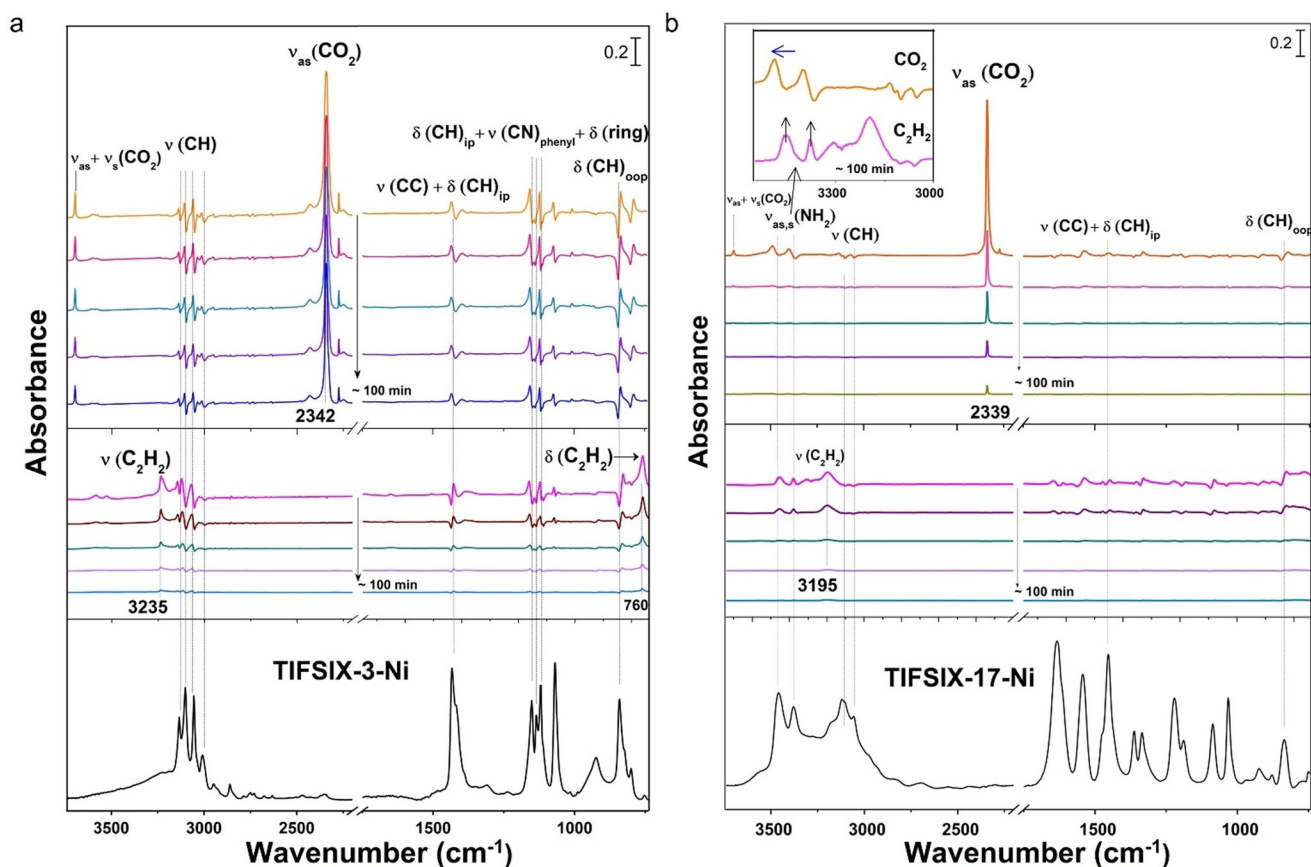 a
0.2
νas(CO2)
νas + νs(CO2)
ν (CH)
δ (CH)ip + ν (CN)phenyl + δ (ring)
ν (CC) + δ (CH)ip
δ (CH)oop
~ 100 min
2342
ν (C2H2)
δ (C2H2)
~ 100 min
3235
760
TIFSIX-3-Ni
Absorbance
3750 3000 2500 1500 1000
Wavenumber (cm-1)
b
0.2
CO2
C2H2
~ 100 min
3300 3000
νas (CO2)
νas + νs(CO2)
νas,s(NH2)
ν (CH)
ν (CC) + δ (CH)ip
δ (CH)oop
~ 100 min
2339
ν (C2H2)
3195
~ 100 min
TIFSIX-17-Ni
Absorbance
3500 3000 2500 1500 1000
Wavenumber (cm-1)